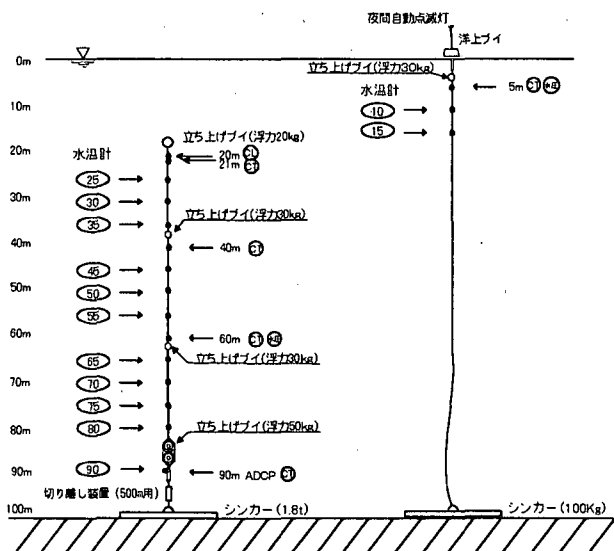 夜間自動点滅灯
洋上ブイ
0m
立ち上げブイ(浮力30kg)
水温計
5m CT
10m
10
15
立ち上げブイ(浮力20kg)
水温計
20m
20m CL
21m CT
25
30m
30
立ち上げブイ(浮力30kg)
35
40m
40m CT
45
50m
50
55
60m
60m CT
立ち上げブイ(浮力30kg)
65
70m
70
75
80m
80
立ち上げブイ(浮力50kg)
90m
90
90m ADCP CT
切り離し装置 (500m用)
100m
シンカー(1.8t)
シンカー(100Kg)